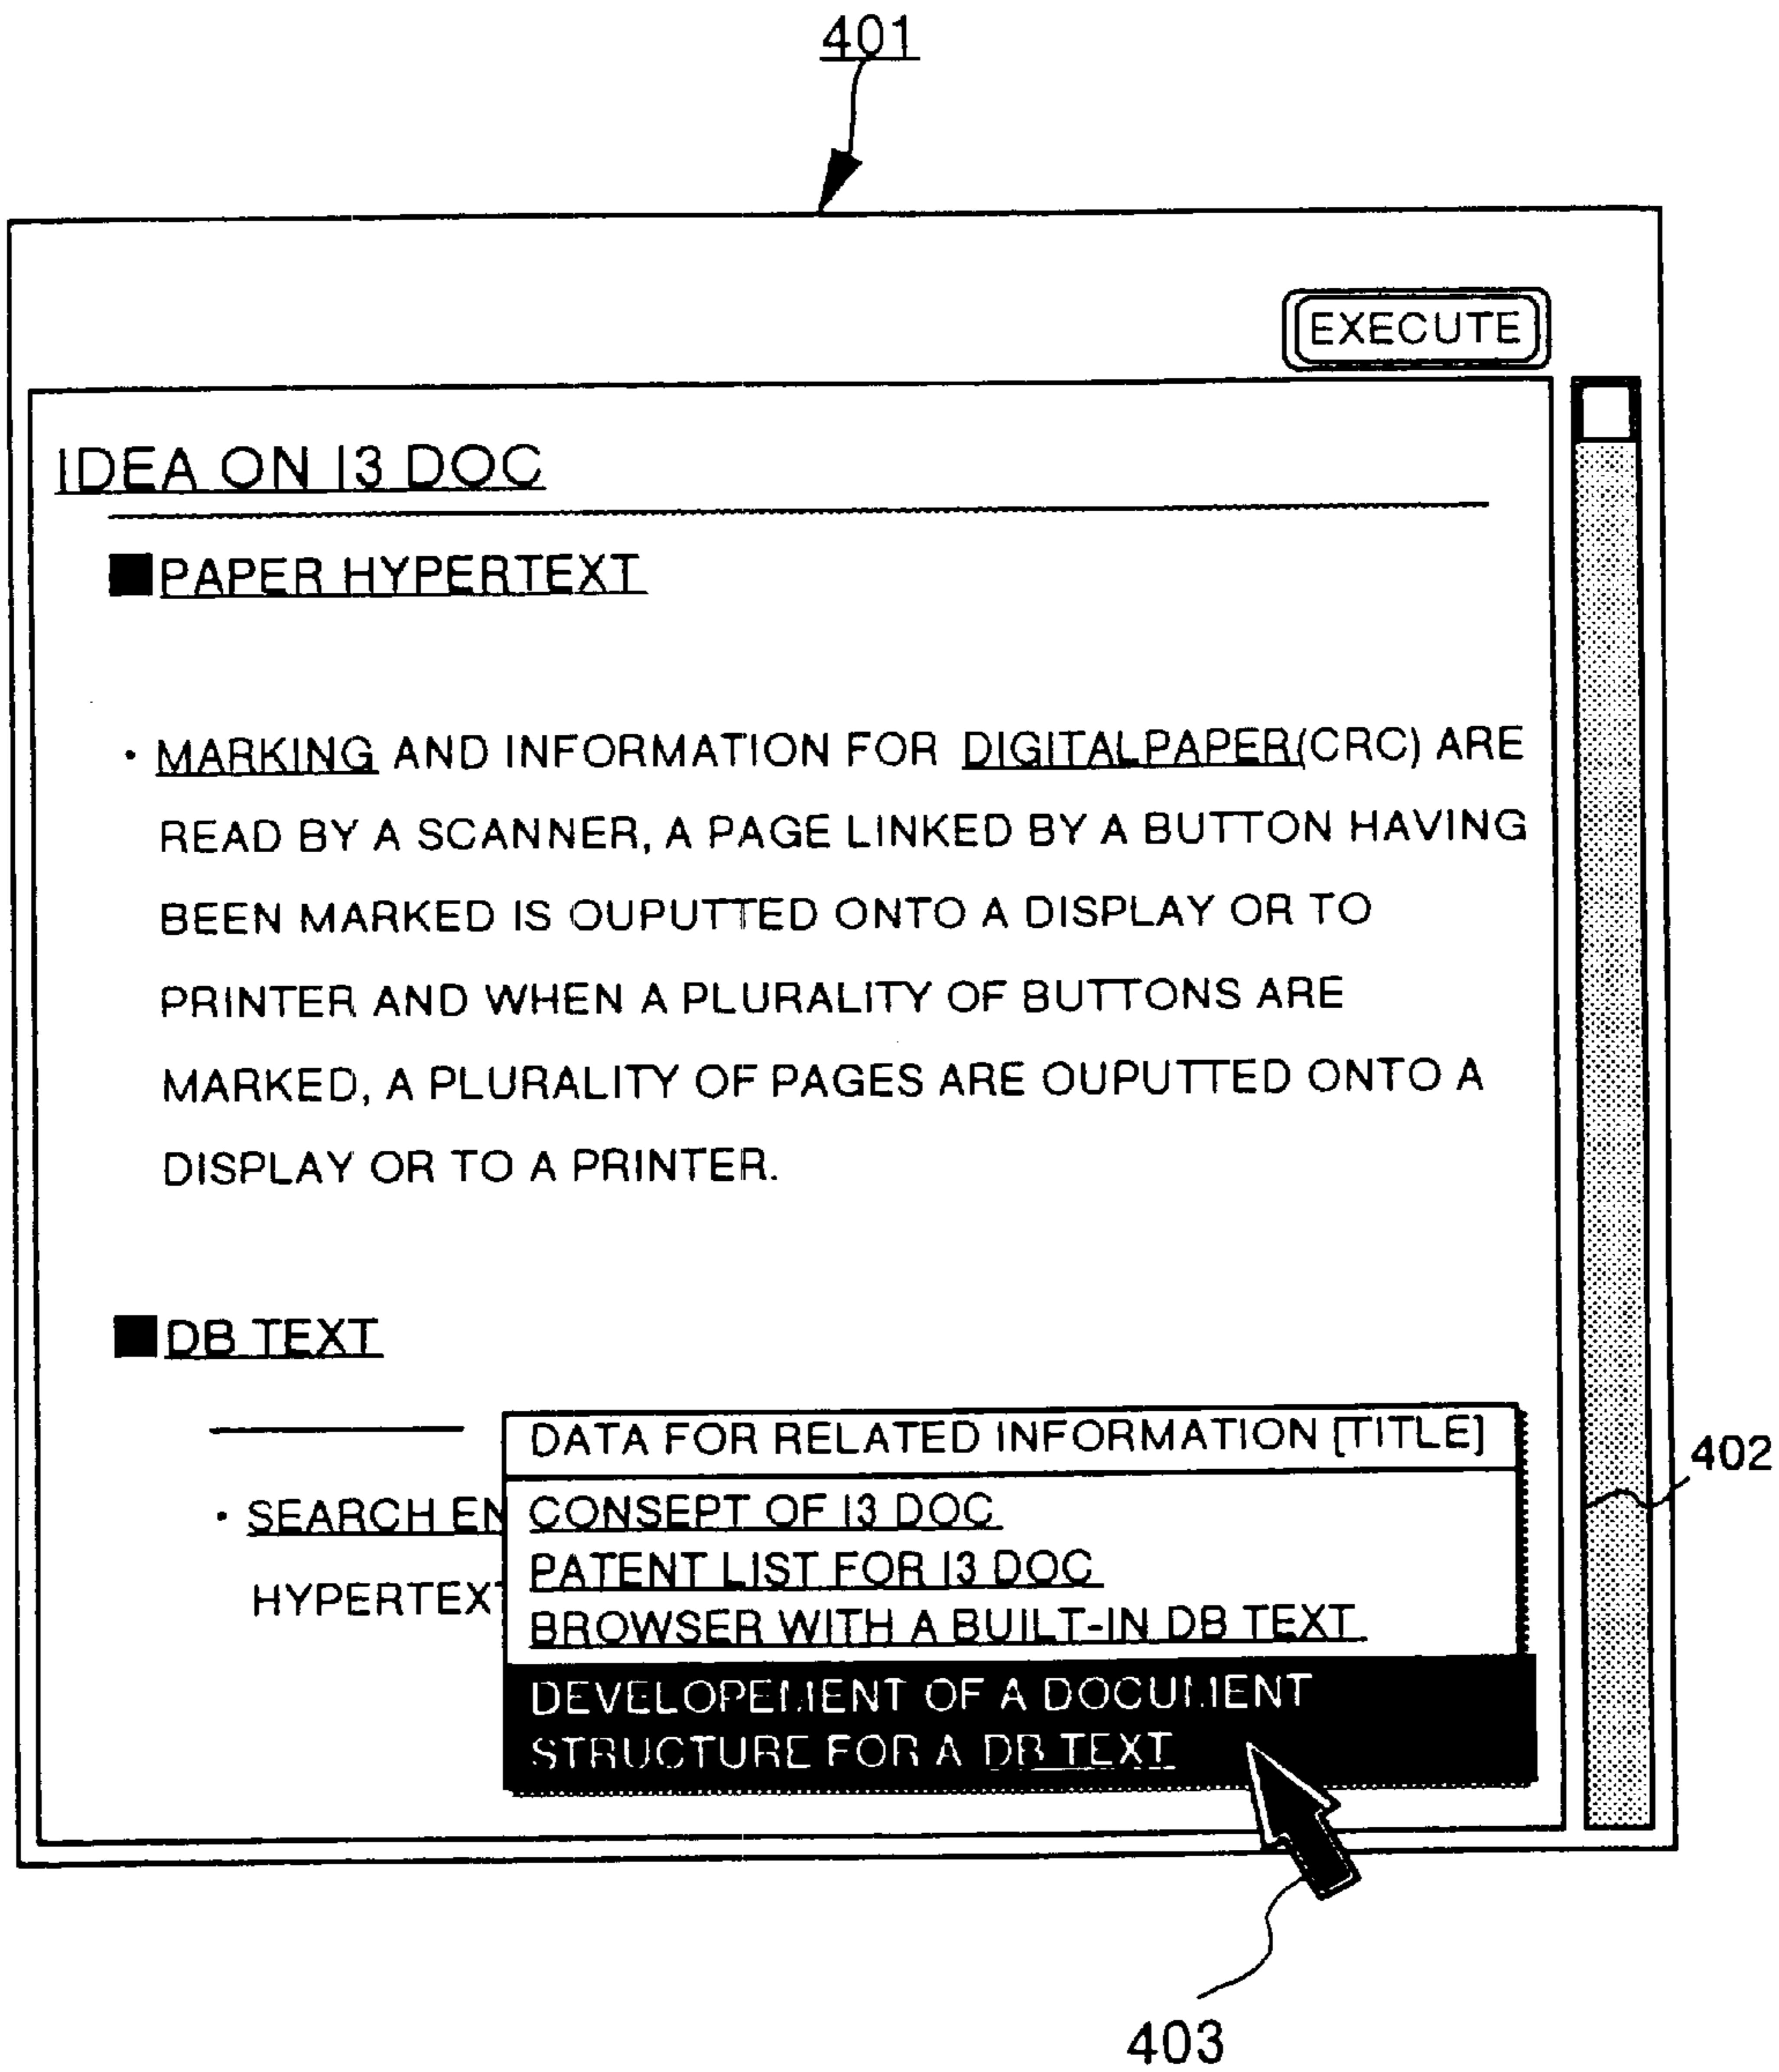 401
EXECUTE
IDEA ON I3 DOC
PAPER HYPERTEXT
· MARKING AND INFORMATION FOR DIGITALPAPER(CRC) ARE
READ BY A SCANNER, A PAGE LINKED BY A BUTTON HAVING
BEEN MARKED IS OUPUTTED ONTO A DISPLAY OR TO
PRINTER AND WHEN A PLURALITY OF BUTTONS ARE
MARKED, A PLURALITY OF PAGES ARE OUPUTTED ONTO A
DISPLAY OR TO A PRINTER.
DB TEXT
DATA FOR RELATED INFORMATION [TITLE]
402
· SEARCH EN
CONSEPT OF I3 DOC
PATENT LIST FOR I3 DOC
HYPERTEXT
BROWSER WITH A BUILT-IN DB TEXT
DEVELOPEMENT OF A DOCUMENT
STRUCTURE FOR A DB TEXT
403